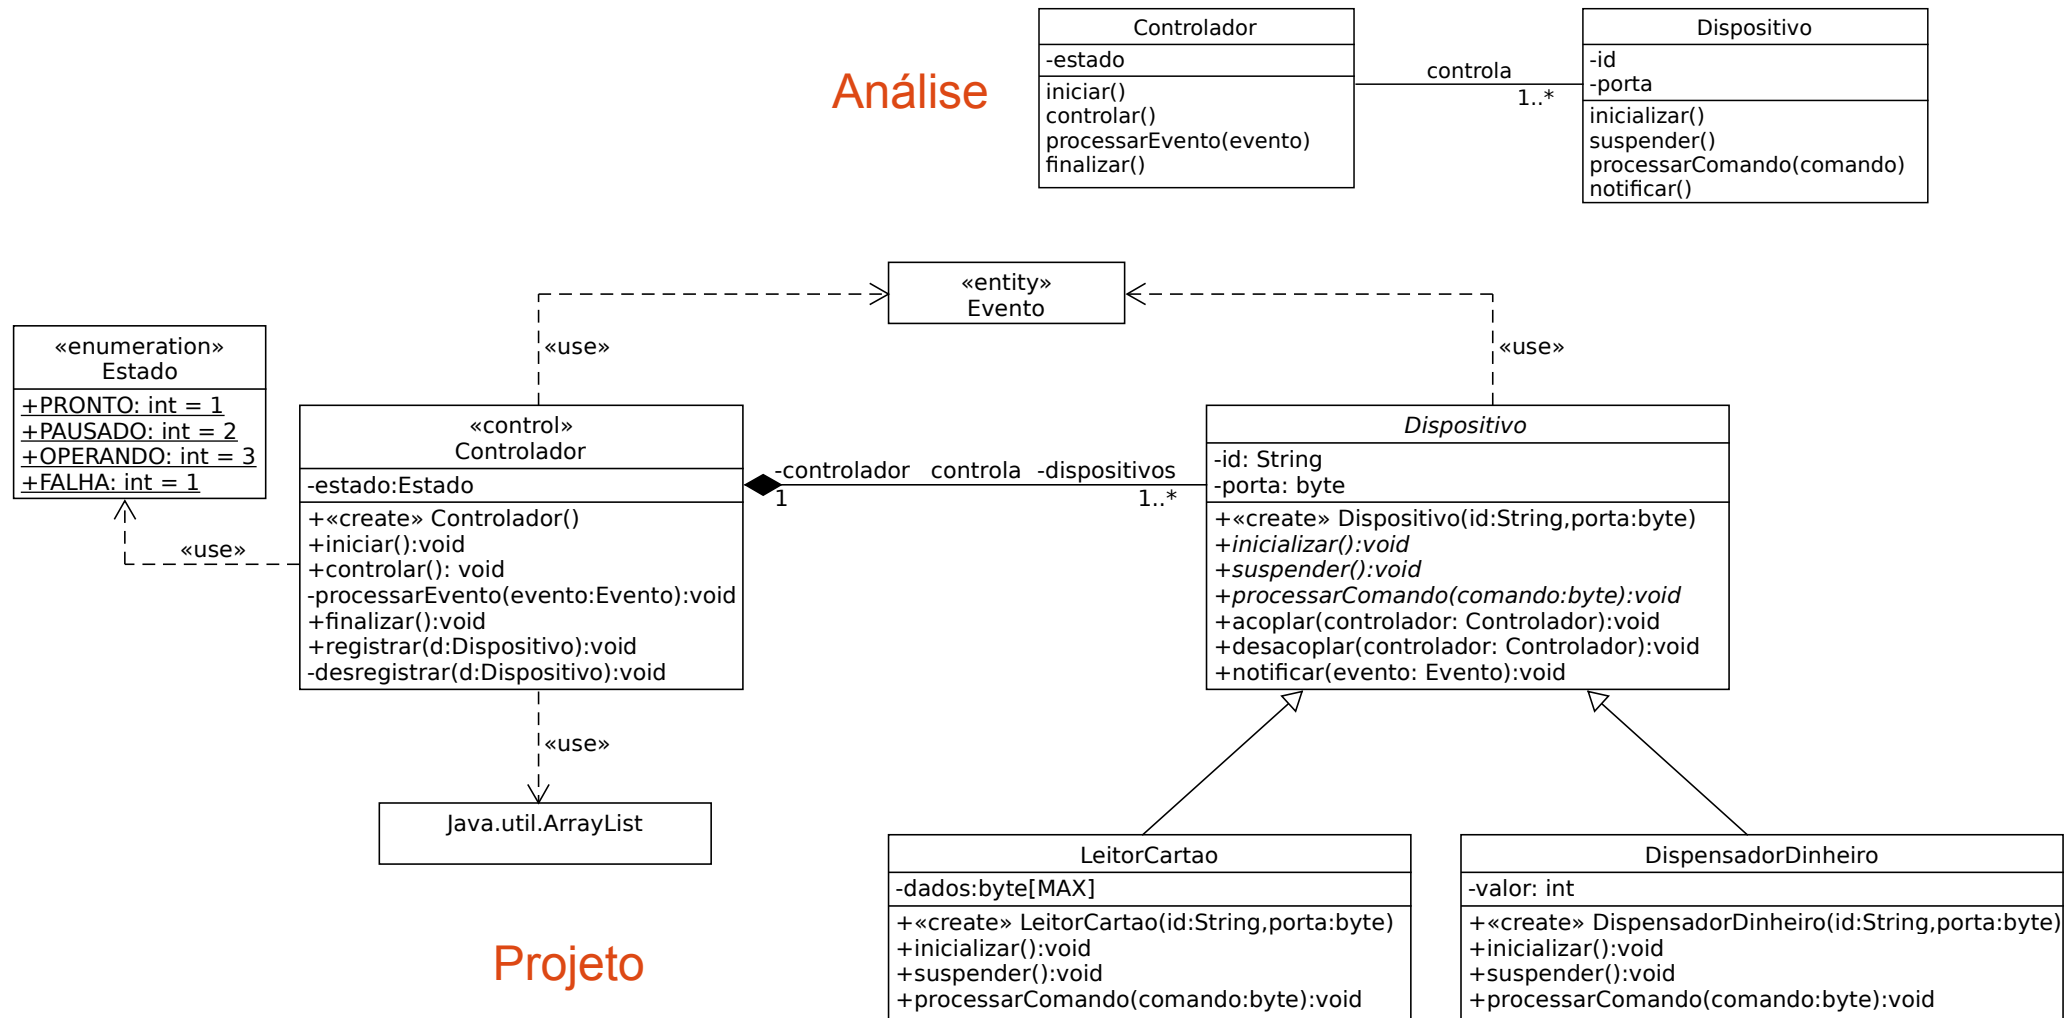 Análise
Controlador
-estado
iniciar()
controlar()
processarEvento(evento)
finalizar()
controla
1..*
Dispositivo
-id
-porta
inicializar()
suspender()
processarComando(comando)
notificar()
«entity»
Evento
«use»
«use»
«enumeration»
Estado
+PRONTO: int = 1
+PAUSADO: int = 2
+OPERANDO: int = 3
+FALHA: int = 1
«use»
«control»
Controlador
-estado:Estado
+«create» Controlador()
+iniciar():void
+controlar(): void
-processarEvento(evento:Evento):void
+finalizar():void
+registrar(d:Dispositivo):void
-desregistrar(d:Dispositivo):void
-controlador controla -dispositivos
1 1..*
Dispositivo
-id: String
-porta: byte
+«create» Dispositivo(id:String,porta:byte)
+inicializar():void
+suspender():void
+processarComando(comando:byte):void
+acoplar(controlador: Controlador):void
+desacoplar(controlador: Controlador):void
+notificar(evento: Evento):void
«use»
Java.util.ArrayList
Projeto
LeitorCartao
-dados:byte[MAX]
+«create» LeitorCartao(id:String,porta:byte)
+inicializar():void
+suspender():void
+processarComando(comando:byte):void
DispensadorDinheiro
-valor: int
+«create» DispensadorDinheiro(id:String,porta:byte)
+inicializar():void
+suspender():void
+processarComando(comando:byte):void